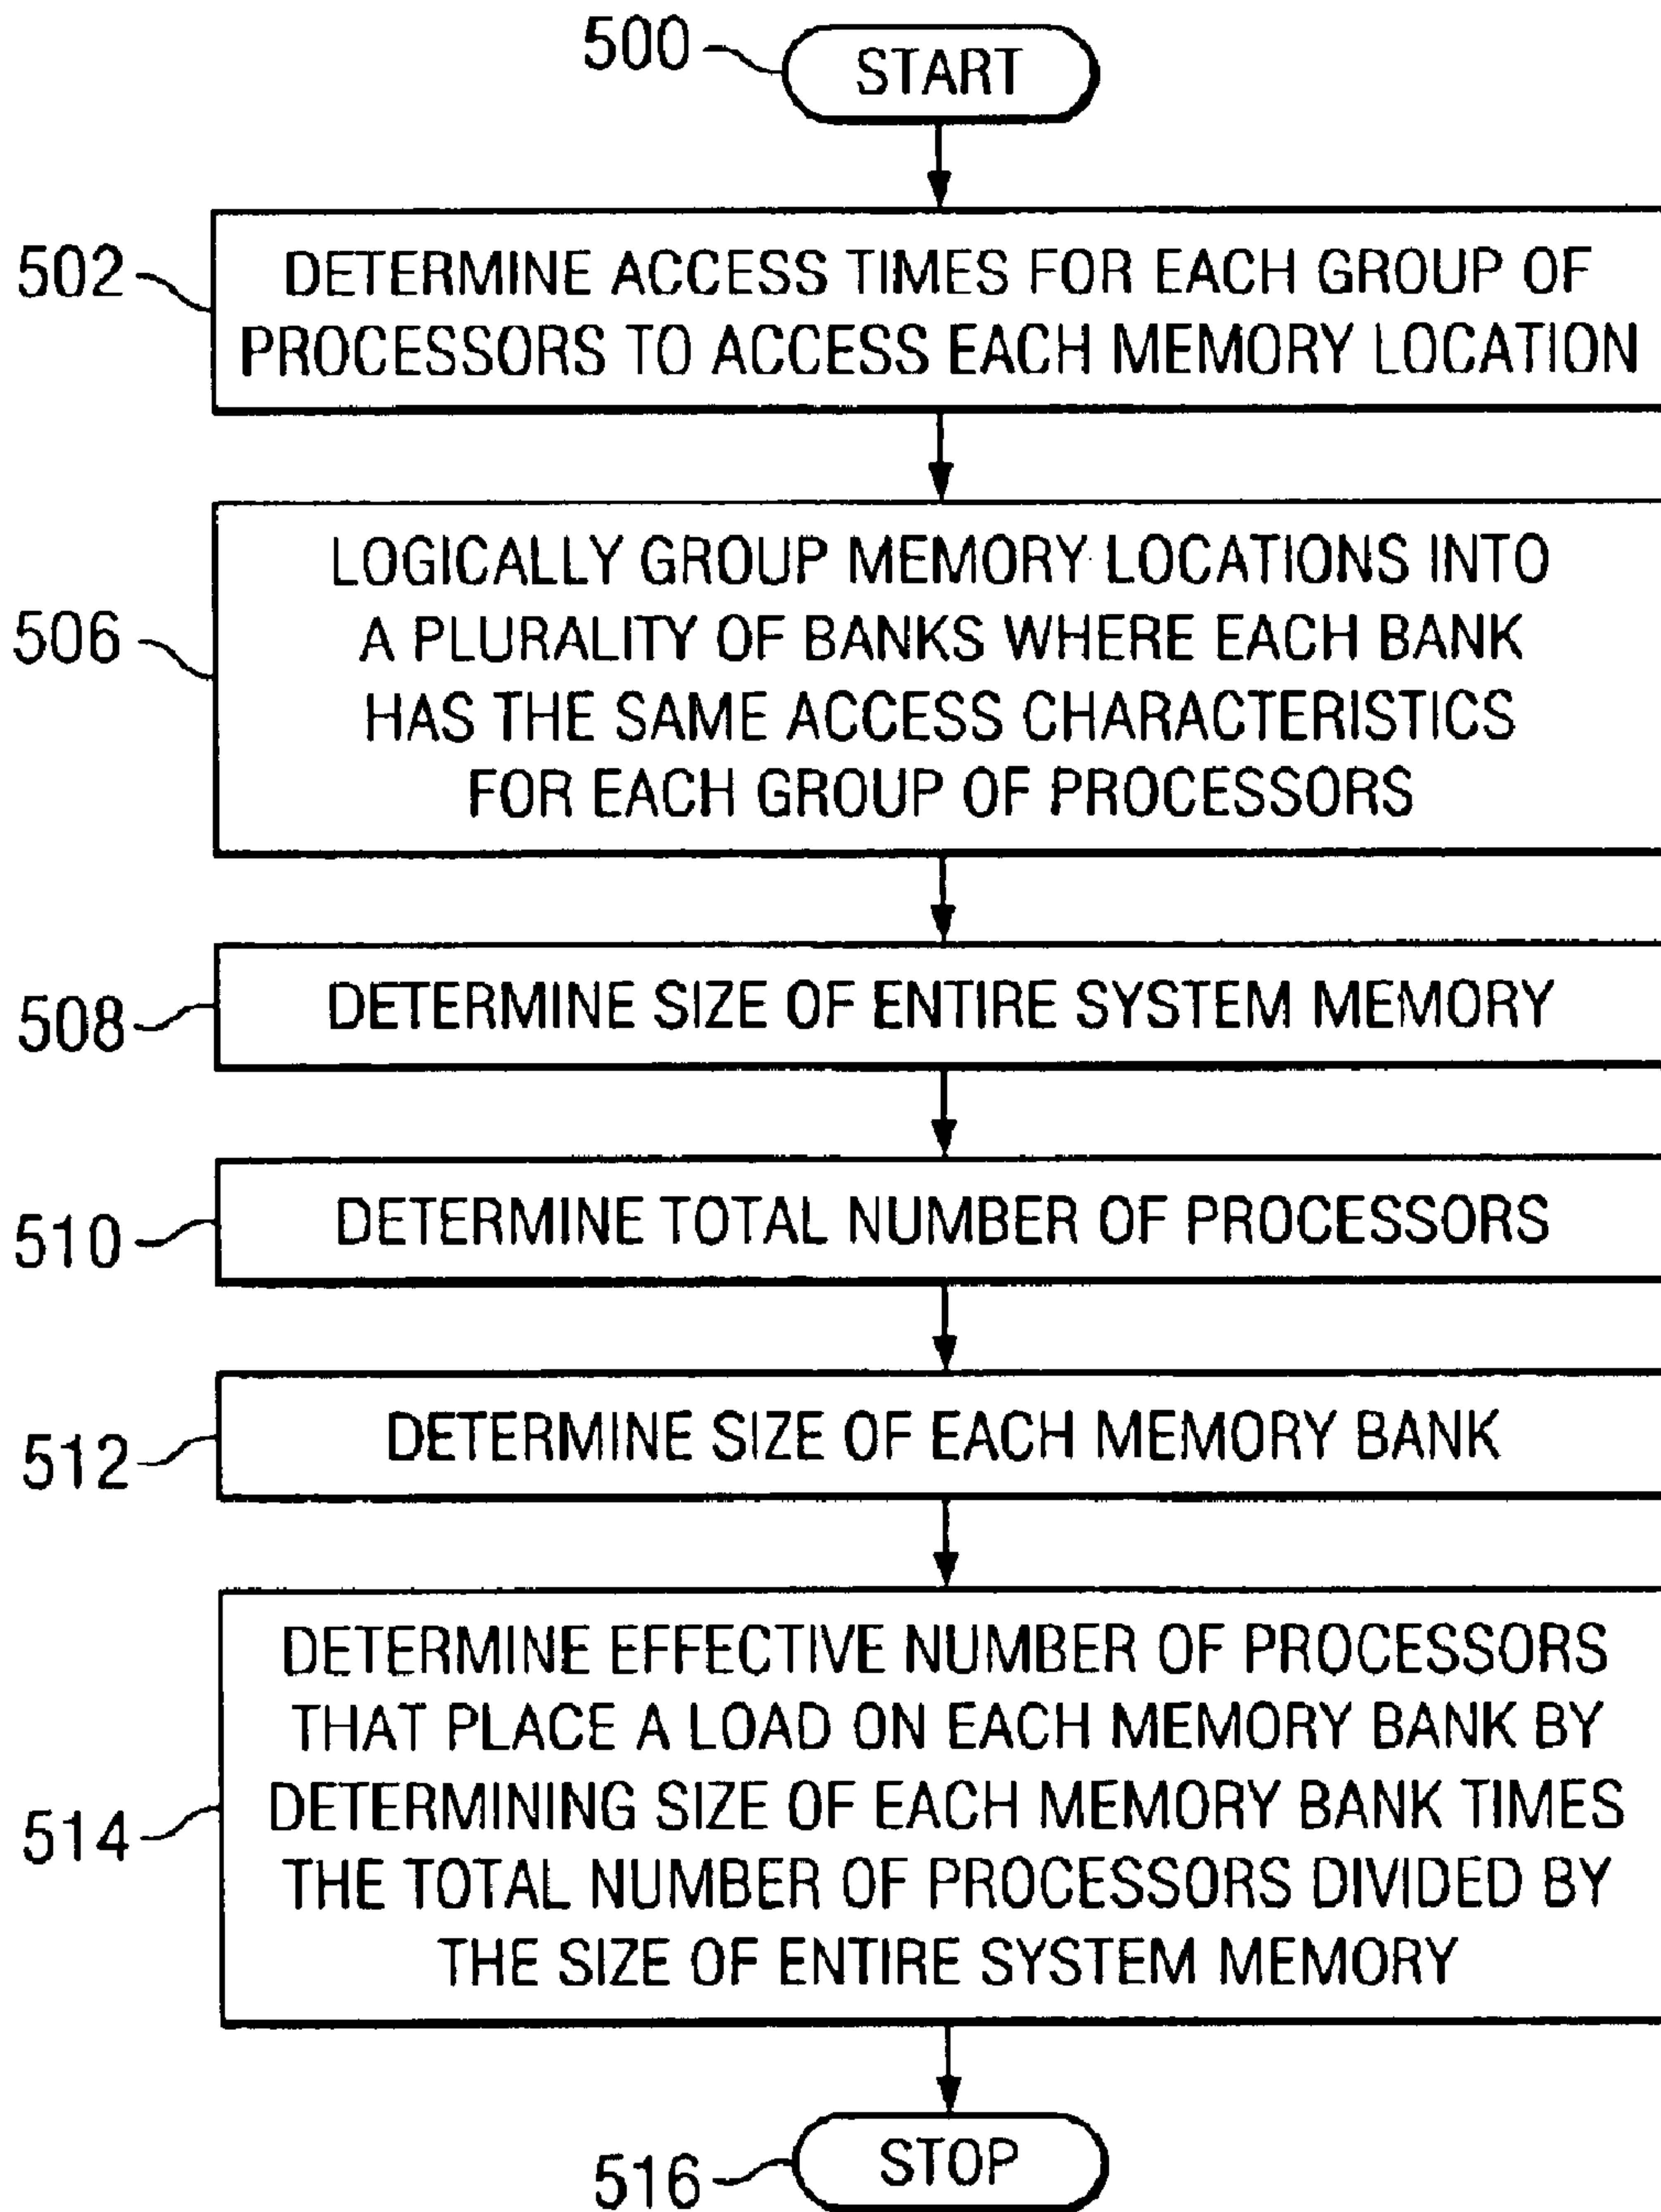 500
START
502
DETERMINE ACCESS TIMES FOR EACH GROUP OF
PROCESSORS TO ACCESS EACH MEMORY LOCATION
506
LOGICALLY GROUP MEMORY LOCATIONS INTO
A PLURALITY OF BANKS WHERE EACH BANK
HAS THE SAME ACCESS CHARACTERISTICS
FOR EACH GROUP OF PROCESSORS
508
DETERMINE SIZE OF ENTIRE SYSTEM MEMORY
510
DETERMINE TOTAL NUMBER OF PROCESSORS
512
DETERMINE SIZE OF EACH MEMORY BANK
514
DETERMINE EFFECTIVE NUMBER OF PROCESSORS
THAT PLACE A LOAD ON EACH MEMORY BANK BY
DETERMINING SIZE OF EACH MEMORY BANK TIMES
THE TOTAL NUMBER OF PROCESSORS DIVIDED BY
THE SIZE OF ENTIRE SYSTEM MEMORY
516
STOP